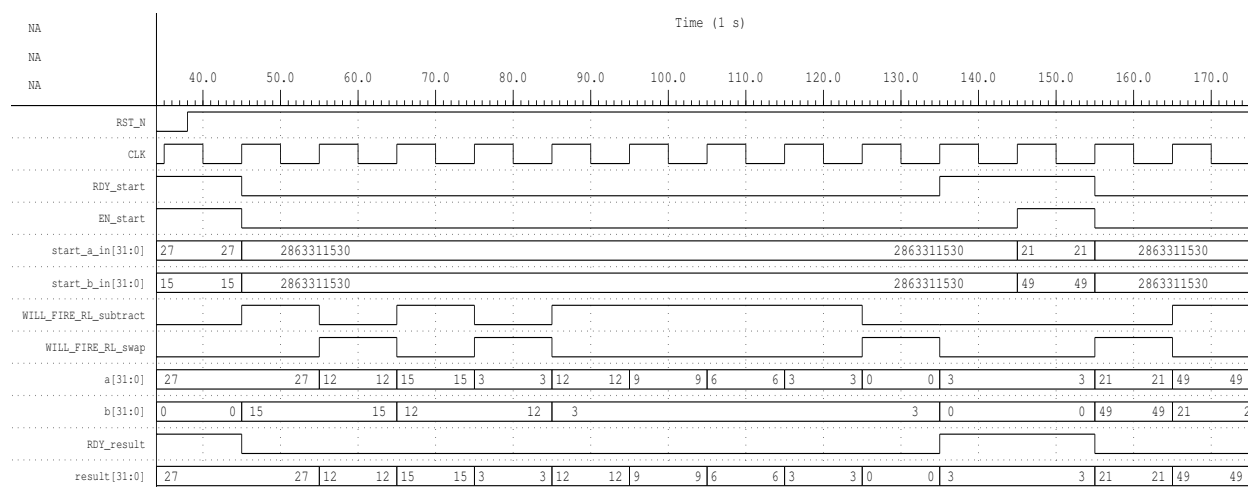 Time (1 s)
NA
NA
NA
40.0 50.0 60.0 70.0 80.0 90.0 100.0 110.0 120.0 130.0 140.0 150.0 160.0 170.0
RST_N
CLK
RDY_start
EN_start
start_a_in[31:0] 27 27 2863311530 2863311530 21 21 2863311530
start_b_in[31:0] 15 15 2863311530 2863311530 49 49 2863311530
WILL_FIRE_RL_subtract
WILL_FIRE_RL_swap
a[31:0] 27 27 12 12 15 15 3 3 12 12 9 9 6 6 3 3 0 0 3 3 21 21 49 49
b[31:0] 0 0 15 15 12 12 3 3 0 0 49 49 21 2
RDY_result
result[31:0] 27 27 12 12 15 15 3 3 12 12 9 9 6 6 3 3 0 0 3 3 21 21 49 49